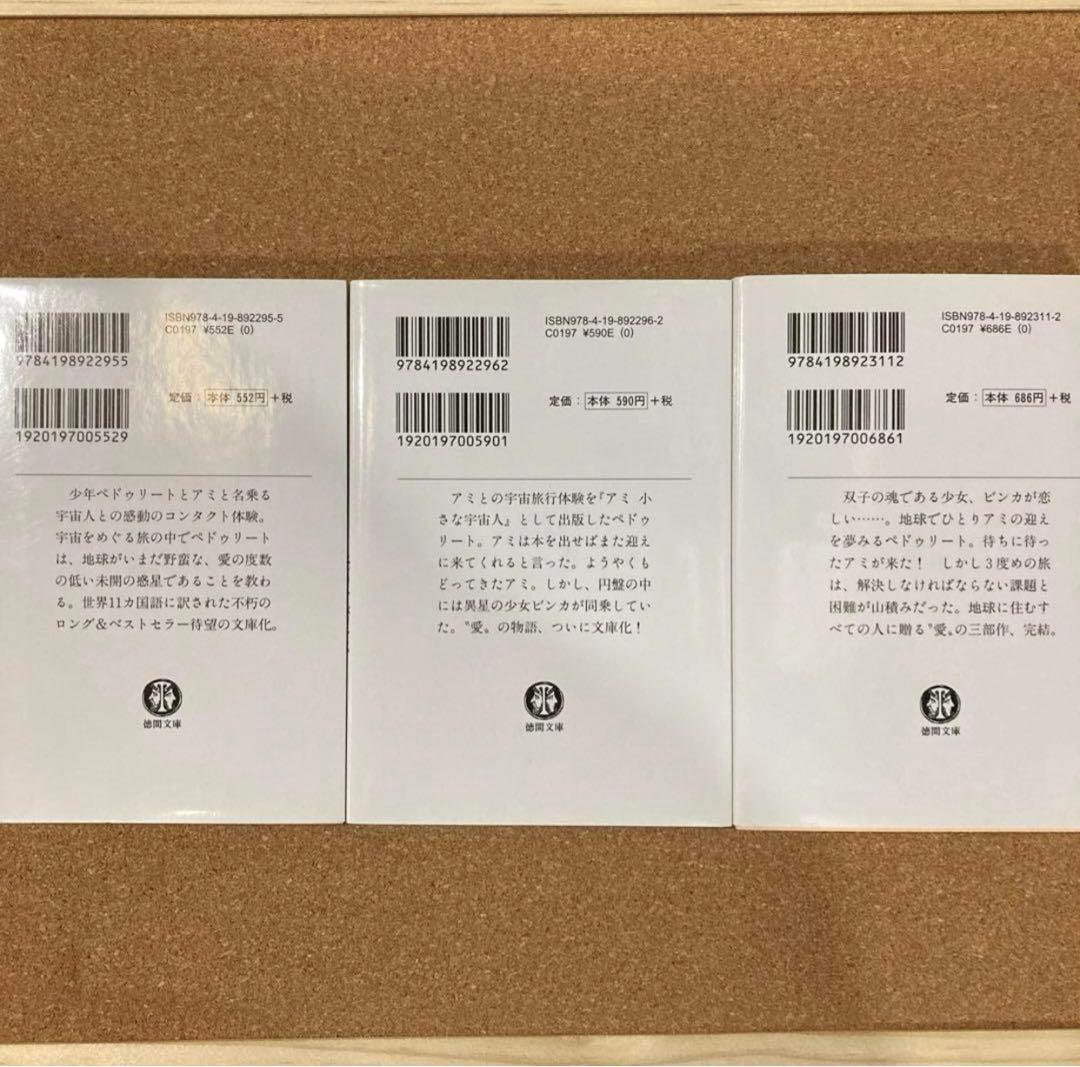 ISBN978-4-19-892295-5
C0197 ¥552E (0)
9784198922955
定価：本体 552円＋税
1920197005529
少年ペドゥリートとアミと名乗る
宇宙人との感動のコンタクト体験。
宇宙をめぐる旅の中でペドゥリート
は、地球がいまだ野蛮な、愛の度数
の低い未開の惑星であることを教わ
る。世界11カ国語に訳された不朽の
ロング&ベストセラー待望の文庫化。
徳間文庫
ISBN978-4-19-892296-2
C0197 ¥590E (0)
9784198922962
定価：本体 590円＋税
1920197005901
アミとの宇宙旅行体験を『アミ 小
さな宇宙人』として出版したペドゥ
リート。アミは本を出せばまた迎え
に来てくれると言った。ようやくも
どってきたアミ。しかし、円盤の中
には異星の少女ビンカが同乗してい
た。〝愛〟の物語、ついに文庫化！
徳間文庫
ISBN978-4-19-892311-2
C0197 ¥686E (0)
9784198923112
定価：本体 686円＋税
1920197006861
双子の魂である少女、ビンカが恋
しい……。地球でひとりアミの迎え
を夢みるペドゥリート。待ちに待っ
たアミが来た！　しかし３度めの旅
は、解決しなければならない課題と
困難が山積みだった。地球に住むす
べての人に贈る〝愛〟の三部作、完結。
徳間文庫